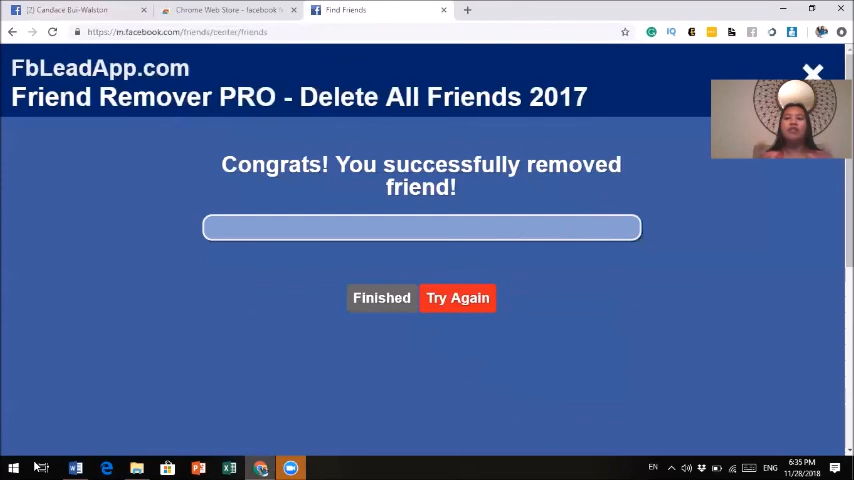 (2) Candace Bui-Walston
Chrome Web Store - facebook f
Find Friends
https://m.facebook.com/friends/center/friends
FbLeadApp.com
Friend Remover PRO - Delete All Friends 2017
Congrats! You successfully removed
friend!
Finished Try Again
EN
ENG
6:35 PM
11/28/2018